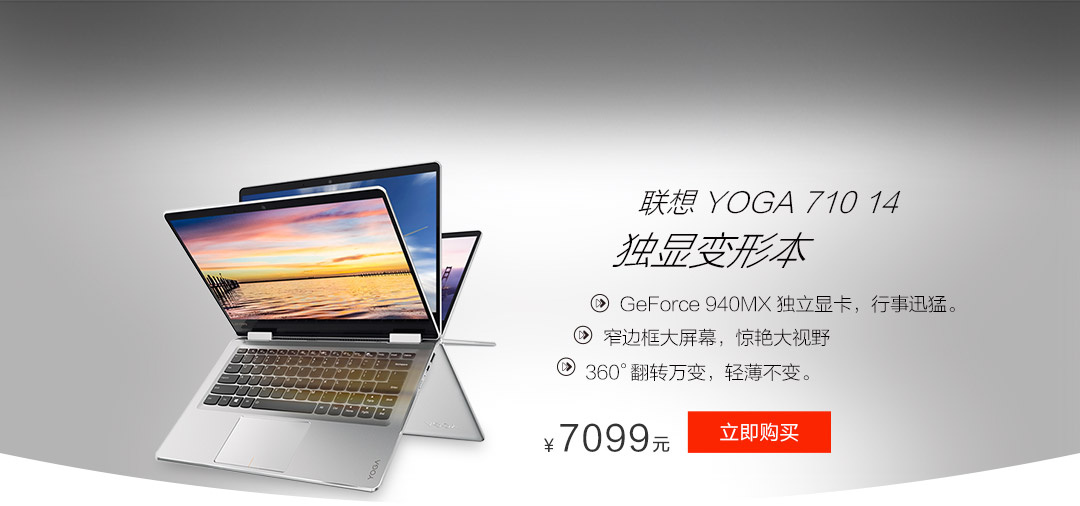 联想 YOGA 710 14
独显变形本
GeForce 940MX 独立显卡，行事迅猛。
窄边框大屏幕，惊艳大视野
360°翻转万变，轻薄不变。
¥7099元
立即购买
YOGA